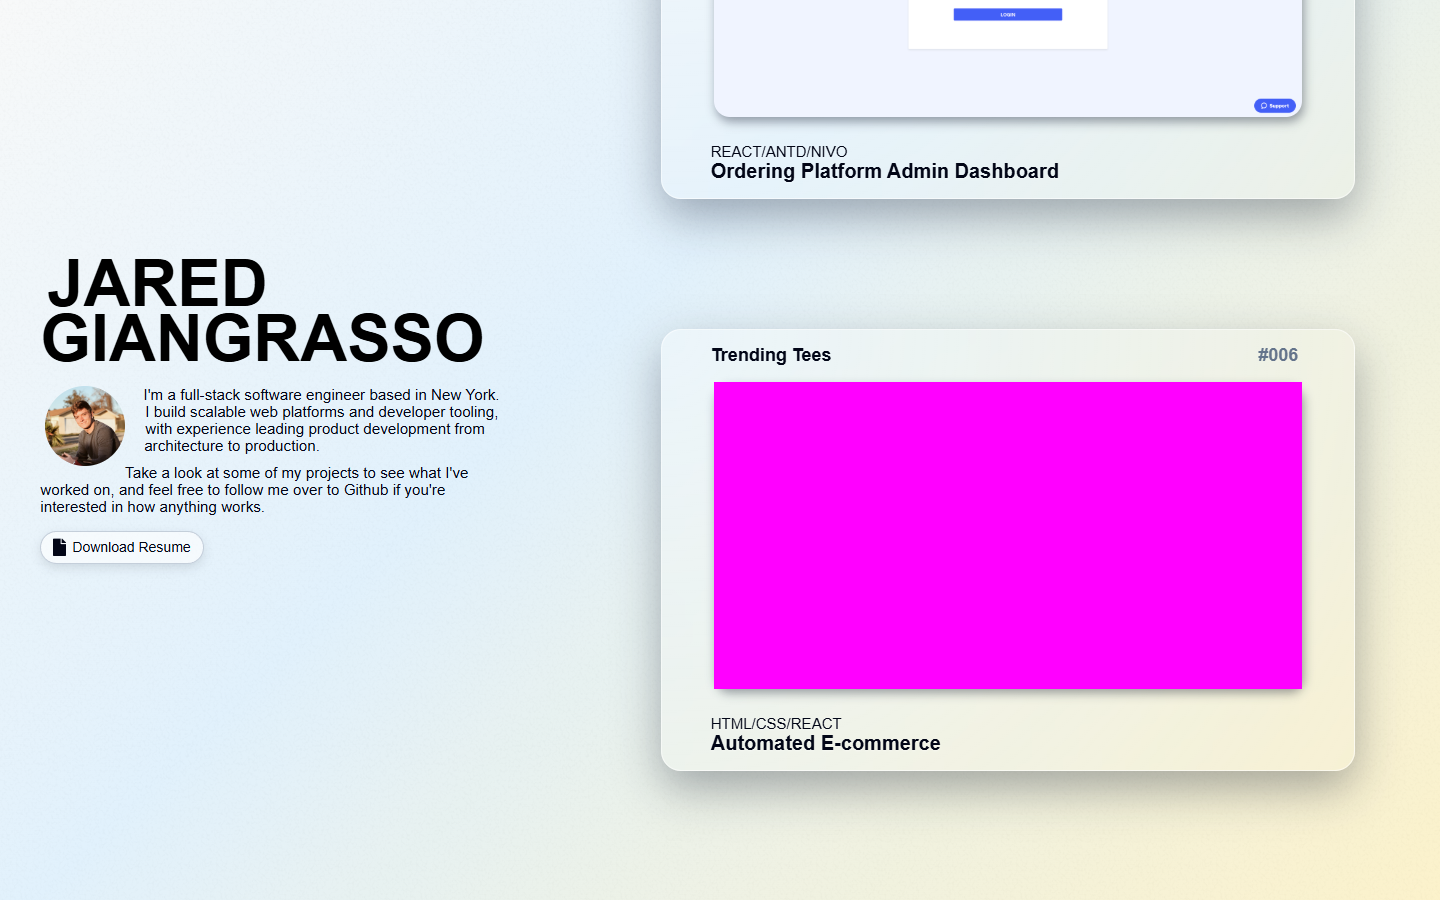 LOGIN
Support
REACT/ANTD/NIVO
Ordering Platform Admin Dashboard
JARED
GIANGRASSO
I'm a full-stack software engineer based in New York.
I build scalable web platforms and developer tooling,
with experience leading product development from
architecture to production.
Take a look at some of my projects to see what I've
worked on, and feel free to follow me over to Github if you're
interested in how anything works.
Download Resume
Trending Tees
#006
HTML/CSS/REACT
Automated E-commerce